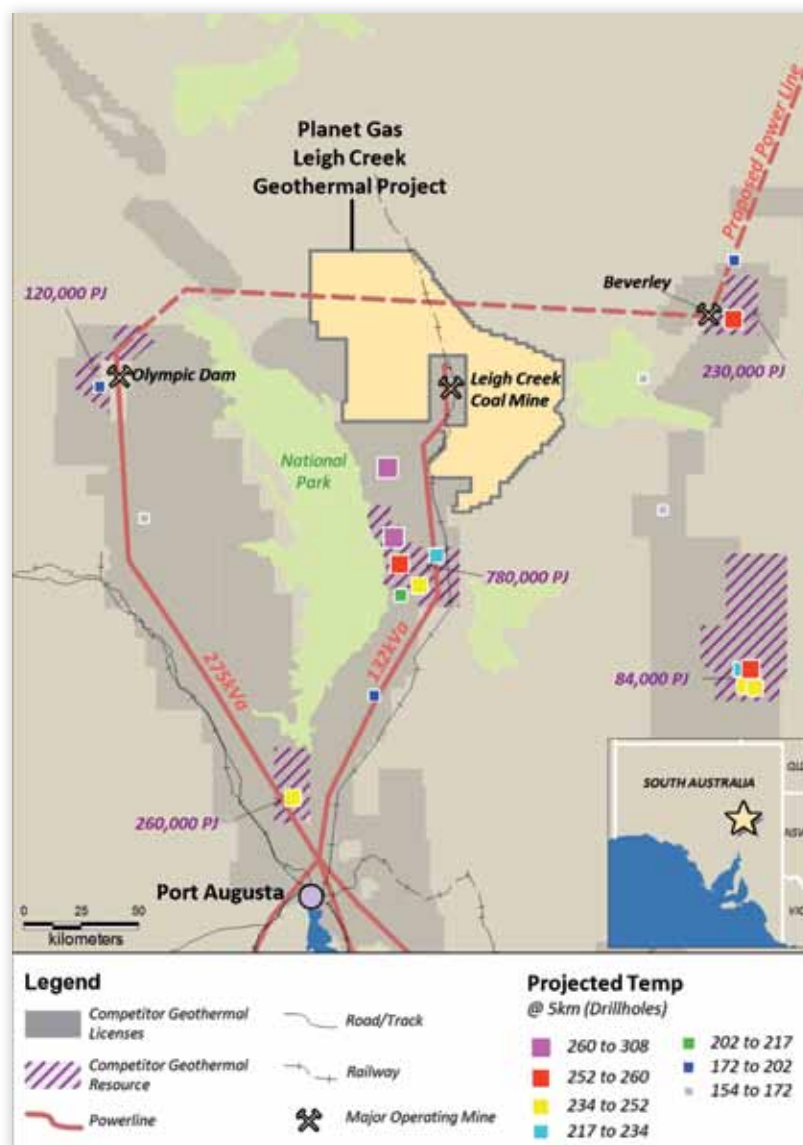 Planet Gas
Leigh Creek
Geothermal Project
Proposed Power Line
120,000 PJ
Beverley
Olympic Dam
Leigh Creek
Coal Mine
230,000 PJ
National
Park
780,000 PJ
275kVa
132kVa
84,000 PJ
260,000 PJ
SOUTH AUSTRALIA
Port Augusta
0 25 50
kilometers
Legend
Competitor Geothermal
Licenses
Competitor Geothermal
Resource
Powerline
Road/Track
Railway
Major Operating Mine
Projected Temp
@ 5km (Drillholes)
260 to 308
252 to 260
234 to 252
217 to 234
202 to 217
172 to 202
154 to 172